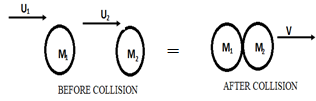 U₁ U₂ V
M₁ M₂ = M₁ M₂
BEFORE COLLISION AFTER COLLISION